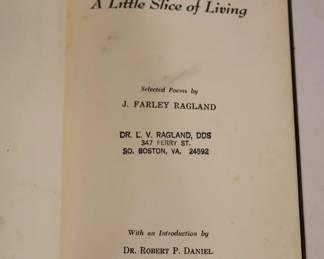 A Little Slice of Living
Selected Poems by
J. FARLEY RAGLAND
DR. L. V. RAGLAND, DDS
347 FERRY ST.
SO. BOSTON, VA. 24592
With an Introduction by
DR. ROBERT P. DANIEL